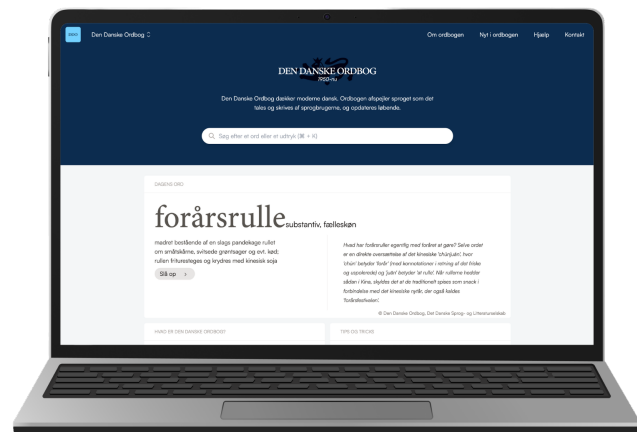 Den Danske Ordbog
Om ordbogen
Nyt i ordbogen
Hjælp
Kontakt
DEN DANSKE ORDBOG
1950-nu
Den Danske Ordbog dækker moderne dansk. Ordbogen afspejler sproget som det
tales og skrives af sprogbrugerne, og opdateres løbende.
Søg efter et ord eller et udtryk (⌘ + K)
DAGENS ORD
forårsrulle substantiv, fælleskøn
madret bestående af en slags pandekage rullet
om småtskårne, svitsede grøntsager og evt. kød;
rullen frituresteges og krydres med kinesisk soja
Slå op >
Hvad har forårsruller egentlig med foråret at gøre? Selve ordet
er en direkte oversættelse af det kinesiske 'chūnjuǎn', hvor
'chūn' betyder 'forår' (med konnotationer i retning af det friske
og uspolerede) og 'juǎn' betyder 'at rulle'. Når rullerne hedder
sådan i Kina, skyldes det at de traditionelt spises som snack i
forbindelse med det kinesiske nytår, der også kaldes
'forårsfestivalen'.
© Den Danske Ordbog, Det Danske Sprog- og Litteraturselskab
HVAD ER DEN DANSKE ORDBOG?
TIPS OG TRICKS